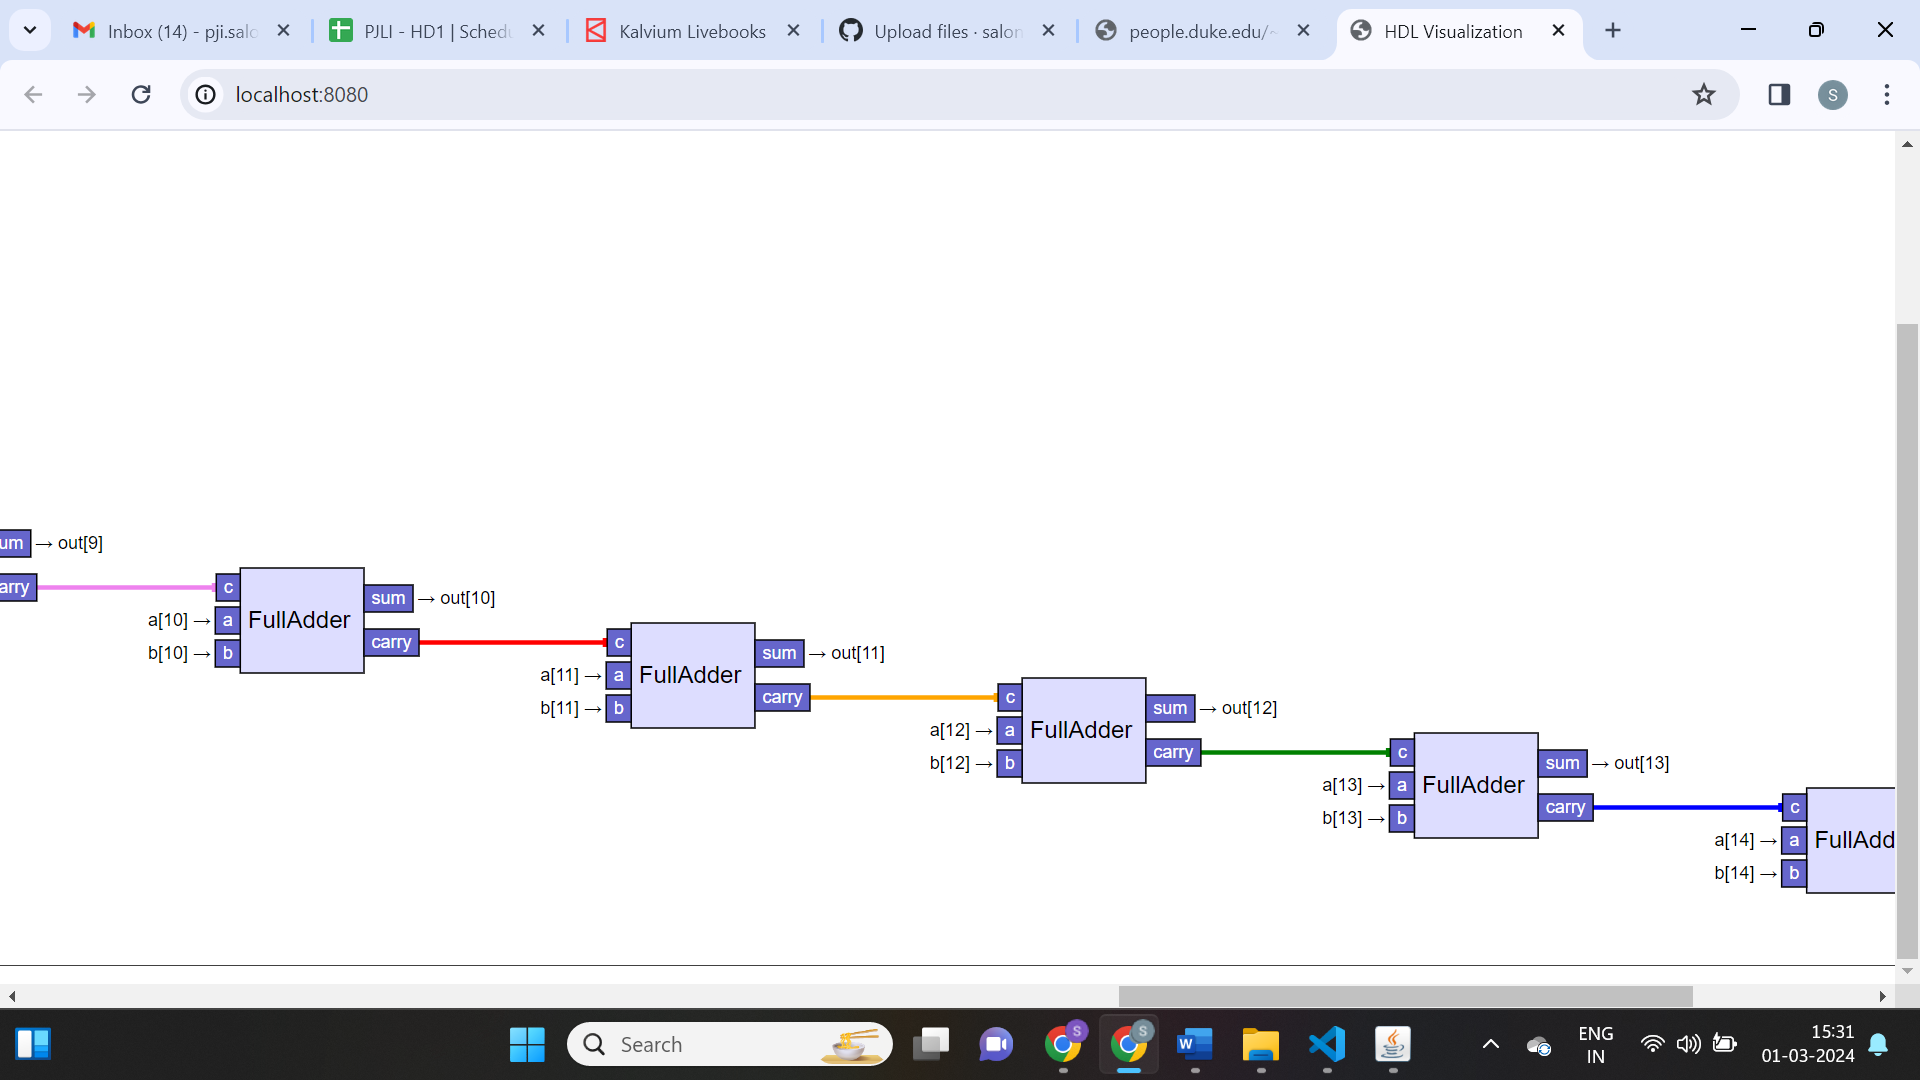 Inbox (14) - pji.salo
PJLI - HD1 | Schedu
Kalvium Livebooks
Upload files · salon
people.duke.edu/~
HDL Visualization
localhost:8080
S
um → out[9]
arry
c
a[10] → a
b[10] → b
FullAdder
sum → out[10]
carry
c
a[11] → a
b[11] → b
FullAdder
sum → out[11]
carry
c
a[12] → a
b[12] → b
FullAdder
sum → out[12]
carry
c
a[13] → a
b[13] → b
FullAdder
sum → out[13]
carry
c
a[14] → a
b[14] → b
FullAdd
Search
S
S
W
ENG
IN
15:31
01-03-2024